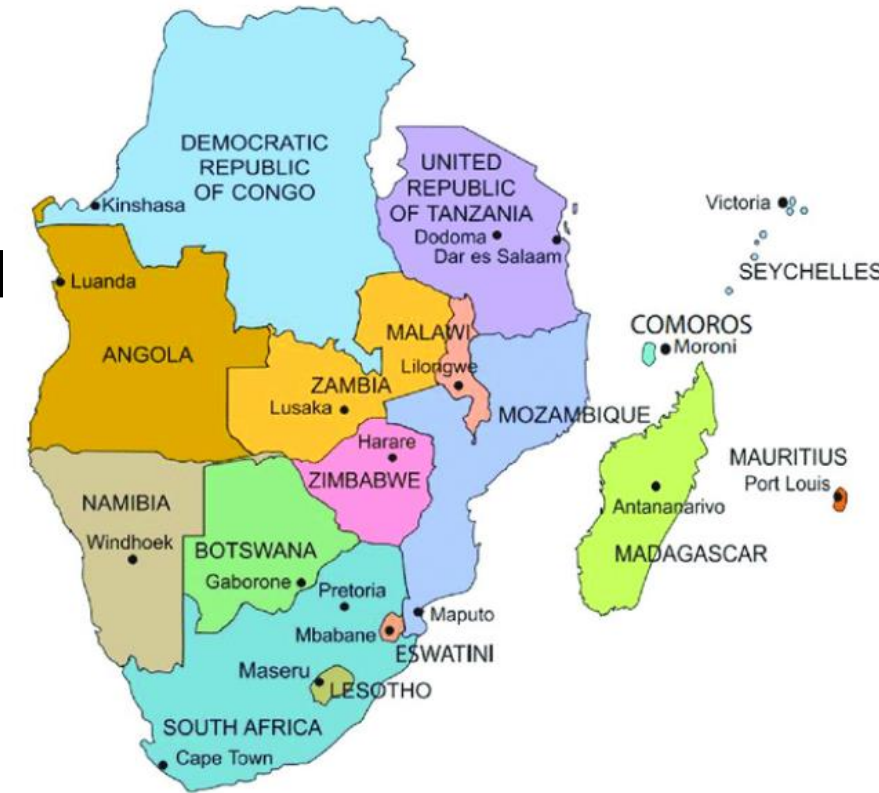 DEMOCRATIC
REPUBLIC
OF CONGO
Kinshasa
UNITED
REPUBLIC
OF TANZANIA
Dodoma
Dar es Salaam
Victoria
SEYCHELLES
Luanda
ANGOLA
MALAWI
Lilongwe
ZAMBIA
Lusaka
COMOROS
Moroni
MOZAMBIQUE
Harare
ZIMBABWE
MAURITIUS
Port Louis
Antananarivo
MADAGASCAR
NAMIBIA
Windhoek
BOTSWANA
Gaborone
Pretoria
Maputo
Mbabane
ESWATINI
Maseru
LESOTHO
SOUTH AFRICA
Cape Town